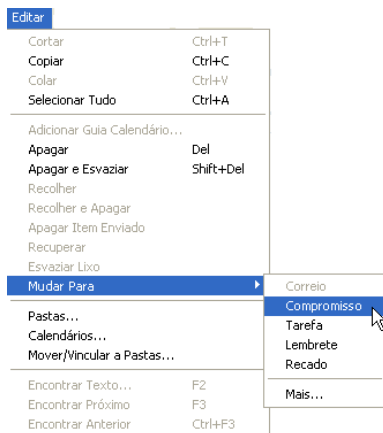 Editar
Cortar Ctrl+T
Copiar Ctrl+C
Colar Ctrl+V
Selecionar Tudo Ctrl+A
Adicionar Guia Calendário...
Apagar Del
Apagar e Esvaziar Shift+Del
Recolher
Recolher e Apagar
Apagar Item Enviado
Recuperar
Esvaziar Lixo
Mudar Para
Correio
Compromisso
Tarefa
Lembrete
Recado
Mais...
Pastas...
Calendários...
Mover/Vincular a Pastas...
Encontrar Texto... F2
Encontrar Próximo F3
Encontrar Anterior Ctrl+F3